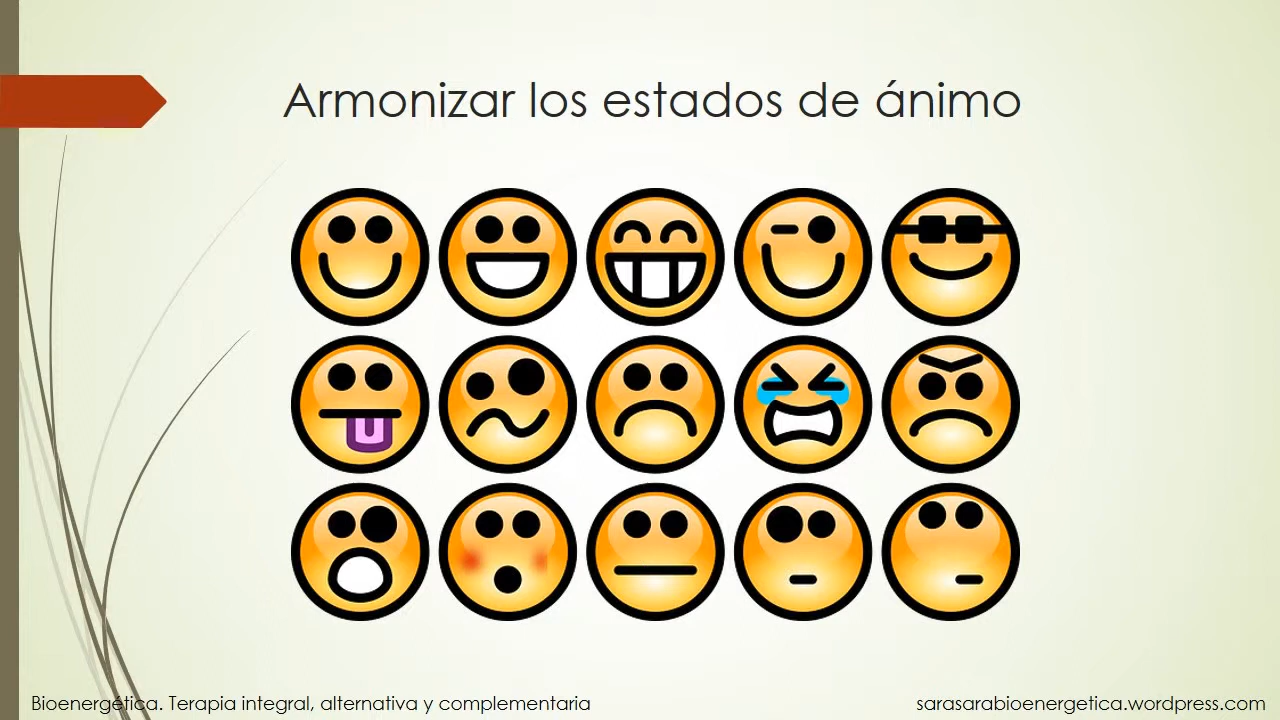 Armonizar los estados de ánimo
Bioenergética. Terapia integral, alternativa y complementaria
sarasarabioenergetica.wordpress.com